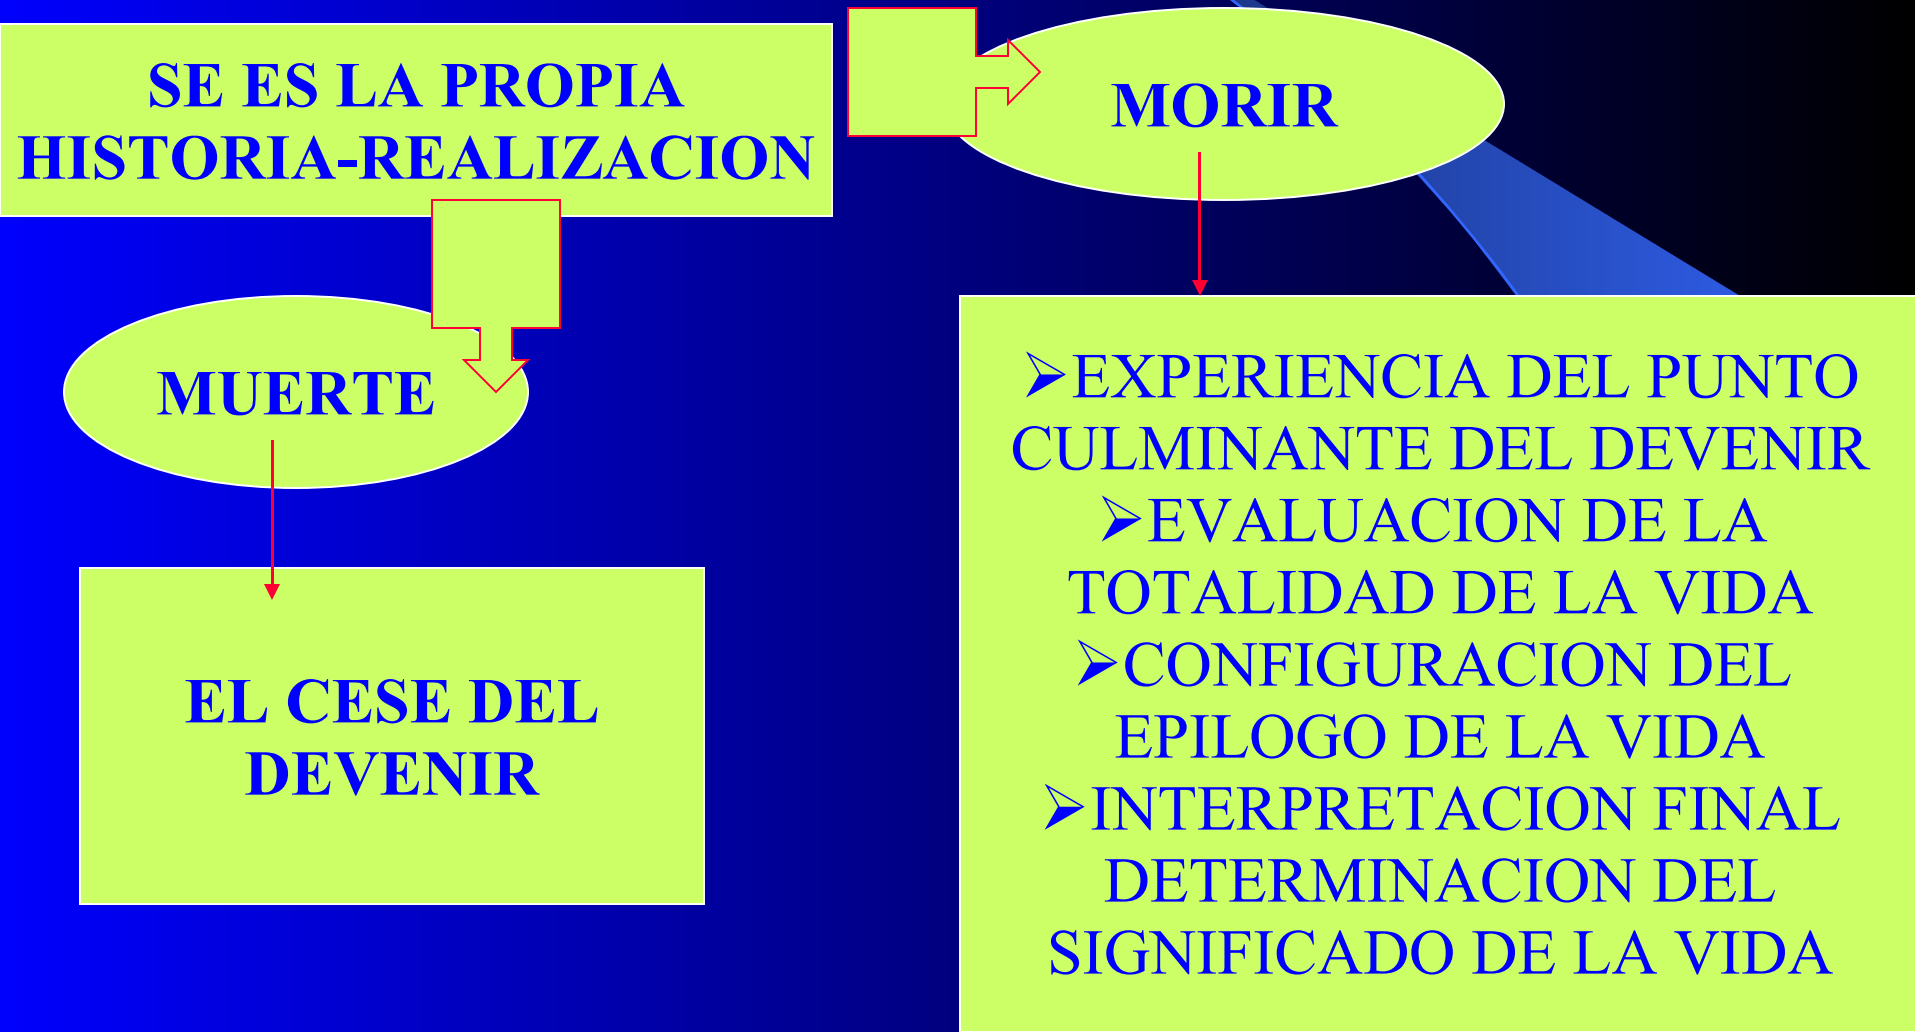 SE ES LA PROPIA
HISTORIA-REALIZACION
MORIR
MUERTE
EL CESE DEL
DEVENIR
➢EXPERIENCIA DEL PUNTO
CULMINANTE DEL DEVENIR
➢EVALUACION DE LA
TOTALIDAD DE LA VIDA
➢CONFIGURACION DEL
EPILOGO DE LA VIDA
➢INTERPRETACION FINAL
DETERMINACION DEL
SIGNIFICADO DE LA VIDA